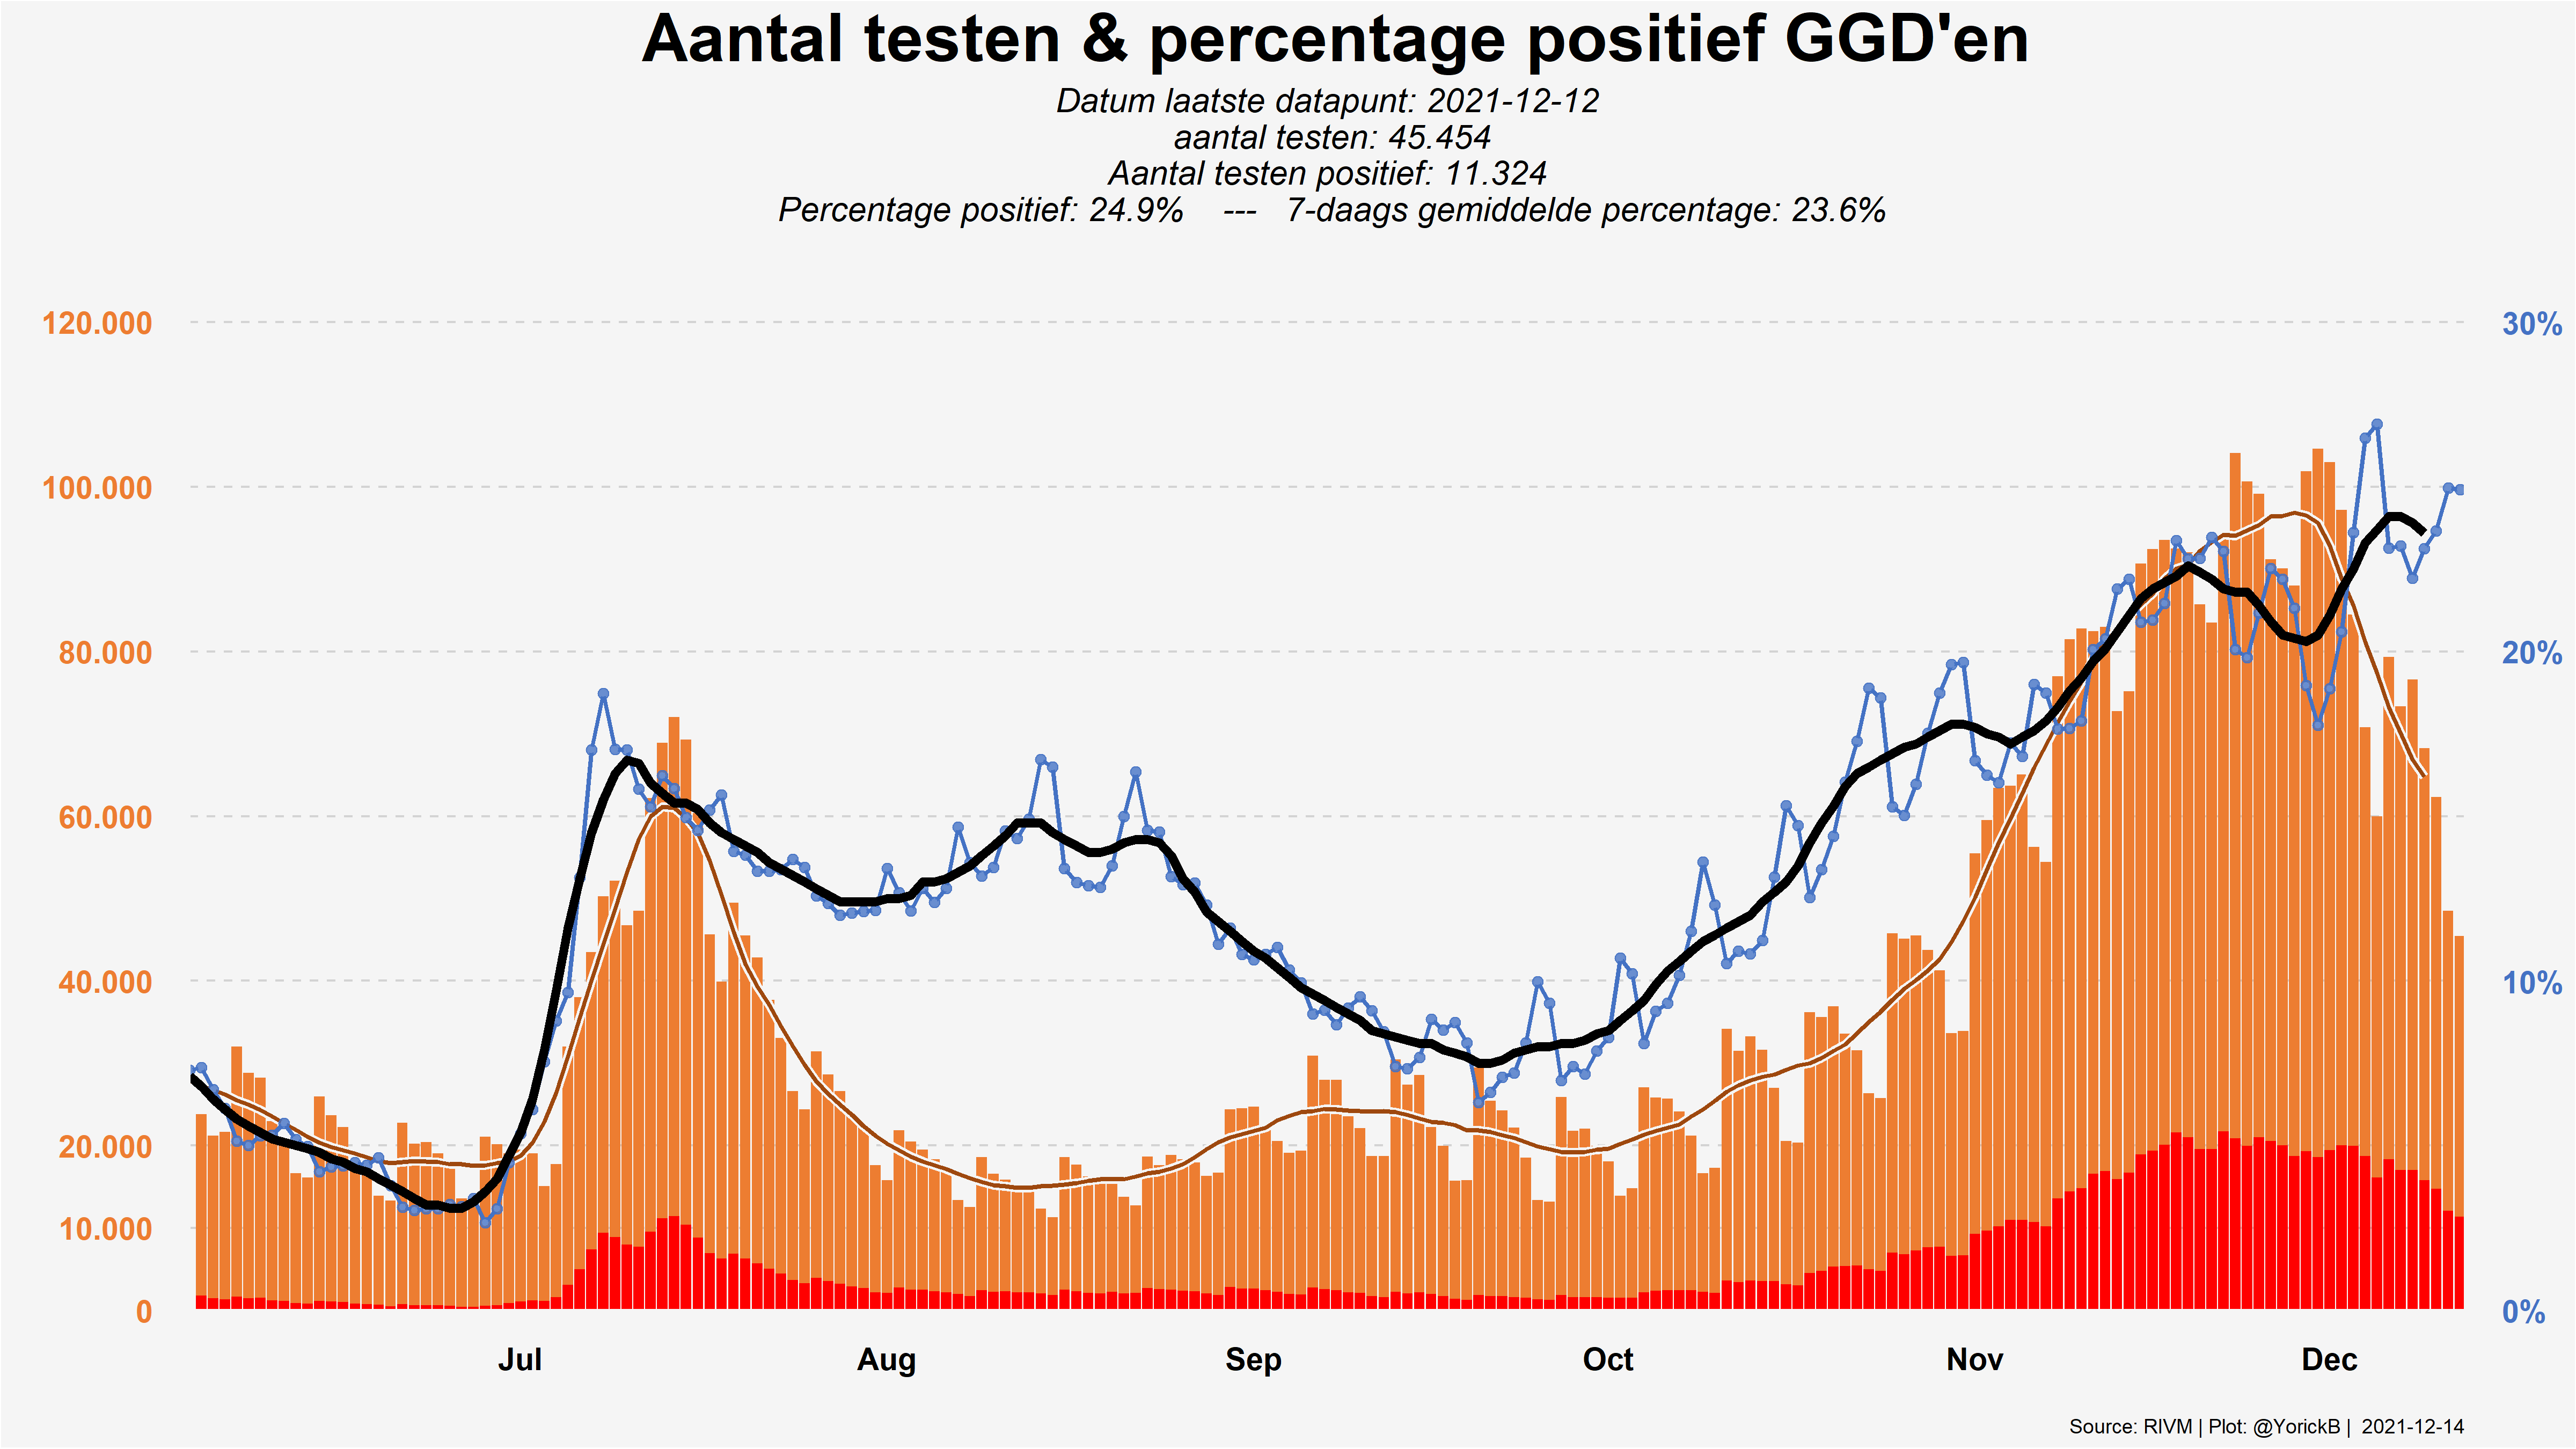 Aantal testen & percentage positief GGD'en
Datum laatste datapunt: 2021-12-12
aantal testen: 45.454
Aantal testen positief: 11.324
Percentage positief: 24.9% --- 7-daags gemiddelde percentage: 23.6%
120.000
30%
100.000
80.000
20%
60.000
40.000
10%
20.000
10.000
0
0%
Jul Aug Sep Oct Nov Dec
Source: RIVM | Plot: @YorickB | 2021-12-14